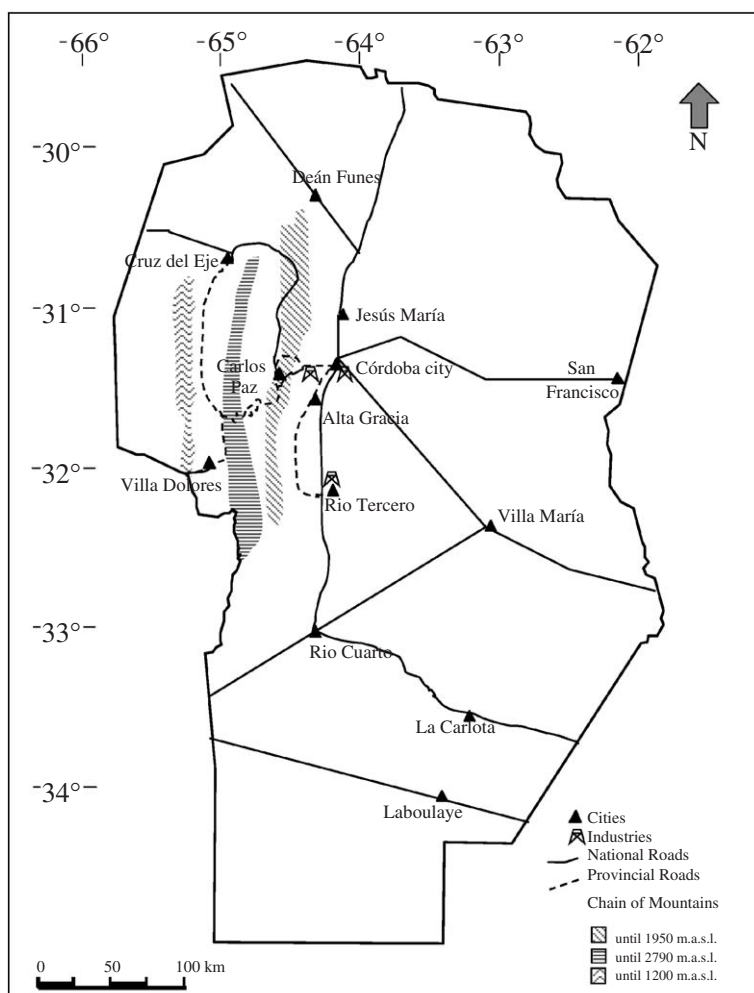 -66° -65° -64° -63° -62°
N
-30°
Deán Funes
Cruz del Eje
-31°
Jesús María
Carlos
Paz
Córdoba city
San
Francisco
Alta Gracia
-32°
Villa Dolores
Rio Tercero
Villa María
-33°
Rio Cuarto
La Carlota
-34°
Laboulaye
Cities
Industries
National Roads
Provincial Roads
Chain of Mountains
until 1950 m.a.s.l.
until 2790 m.a.s.l.
until 1200 m.a.s.l.
0 50 100 km